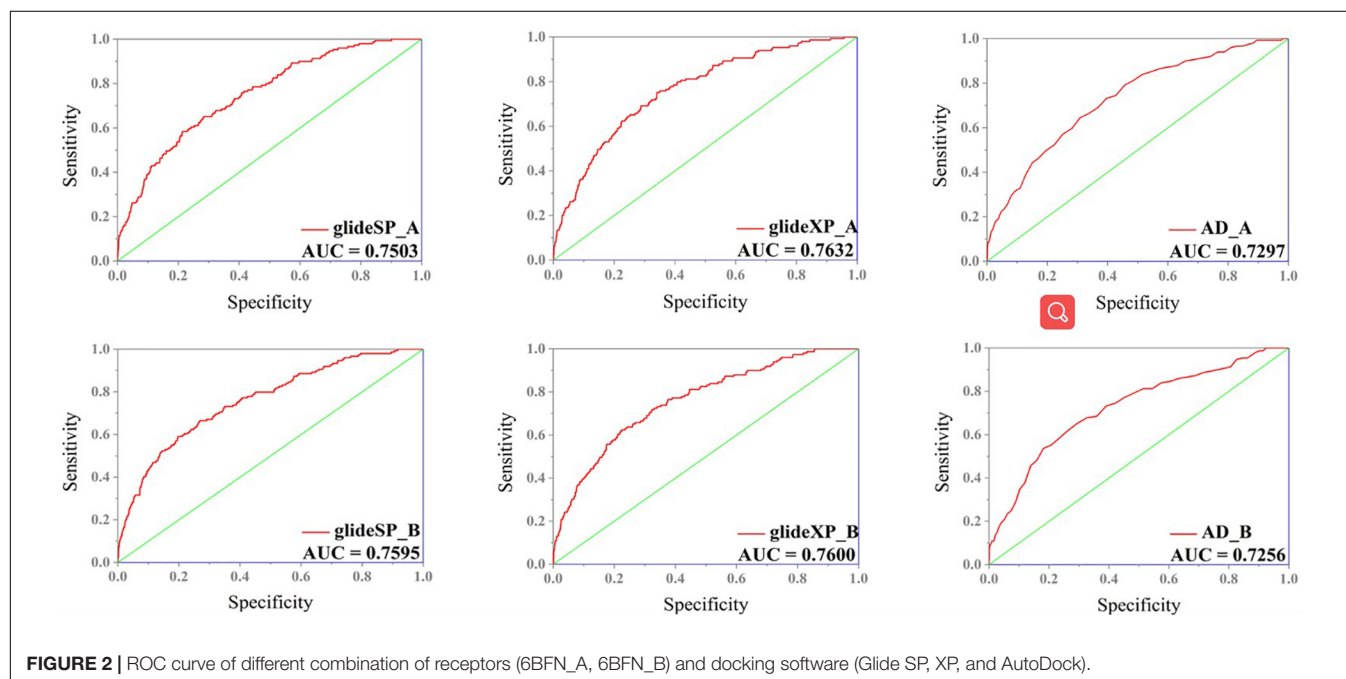 1.0
0.8
0.6
0.4
0.2
0.0
Sensitivity
glideSP_A
AUC = 0.7503
0.0 0.2 0.4 0.6 0.8 1.0
Specificity
1.0
0.8
0.6
0.4
0.2
0.0
Sensitivity
glideXP_A
AUC = 0.7632
0.0 0.2 0.4 0.6 0.8 1.0
Specificity
1.0
0.8
0.6
0.4
0.2
0.0
Sensitivity
AD_A
AUC = 0.7297
0.0 0.2 0.4 0.6 0.8 1.0
Specificity
1.0
0.8
0.6
0.4
0.2
0.0
Sensitivity
glideSP_B
AUC = 0.7595
0.0 0.2 0.4 0.6 0.8 1.0
Specificity
1.0
0.8
0.6
0.4
0.2
0.0
Sensitivity
glideXP_B
AUC = 0.7600
0.0 0.2 0.4 0.6 0.8 1.0
Specificity
1.0
0.8
0.6
0.4
0.2
0.0
Sensitivity
AD_B
AUC = 0.7256
0.0 0.2 0.4 0.6 0.8 1.0
Specificity
FIGURE 2 | ROC curve of different combination of receptors (6BFN_A, 6BFN_B) and docking software (Glide SP, XP, and AutoDock).